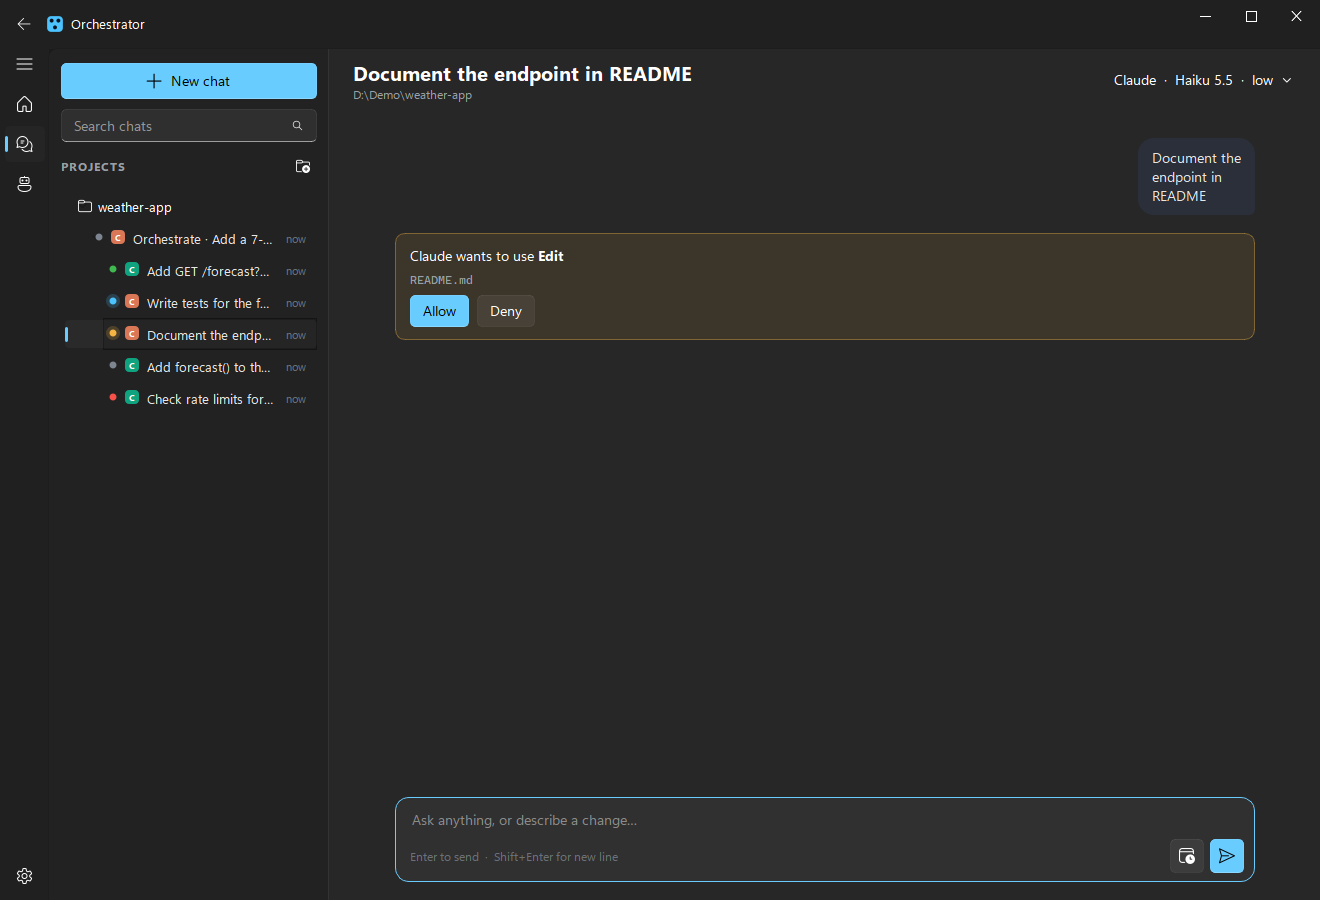 Orchestrator
New chat
Search chats
PROJECTS
weather-app
C Orchestrate · Add a 7-... now
C Add GET /forecast?... now
C Write tests for the f... now
C Document the endp... now
C Add forecast() to th... now
C Check rate limits for... now
Document the endpoint in README
D:\Demo\weather-app
Claude · Haiku 5.5 · low
Document the
endpoint in
README
Claude wants to use Edit
README.md
Allow Deny
Ask anything, or describe a change...
Enter to send · Shift+Enter for new line